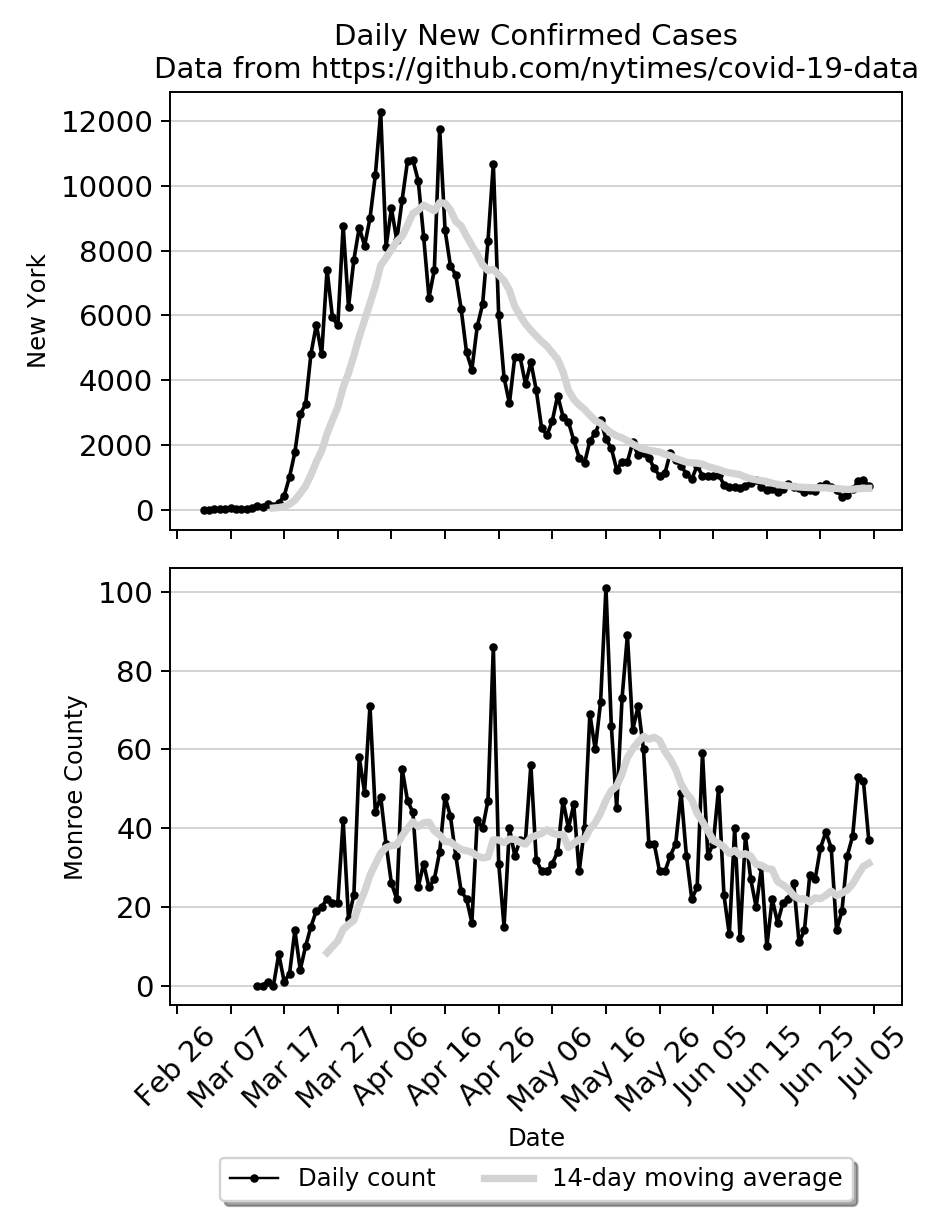 Daily New Confirmed Cases
Data from https://github.com/nytimes/covid-19-data
12000
10000
8000
6000
4000
2000
0
New York
100
80
60
40
20
0
Monroe County
Feb 26
Mar 07
Mar 17
Mar 27
Apr 06
Apr 16
Apr 26
May 06
May 16
May 26
Jun 05
Jun 15
Jun 25
Jul 05
Date
Daily count
14-day moving average